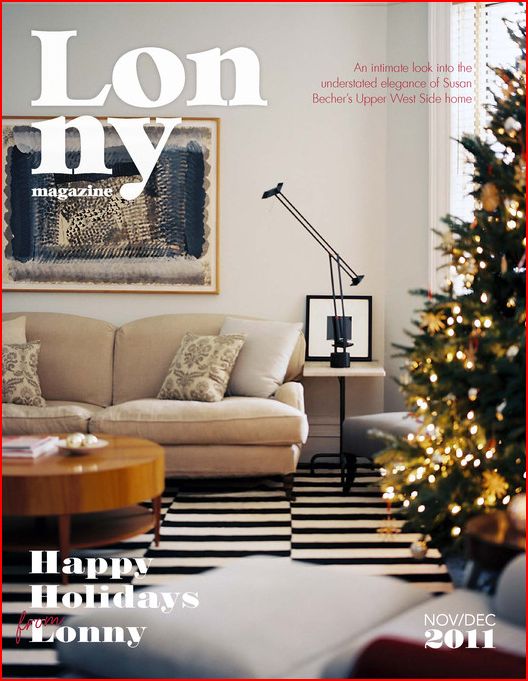 Lon
ny
magazine
An intimate look into the
understated elegance of Susan
Becher's Upper West Side home
Happy
Holidays
from Lonny
NOV/DEC
2011